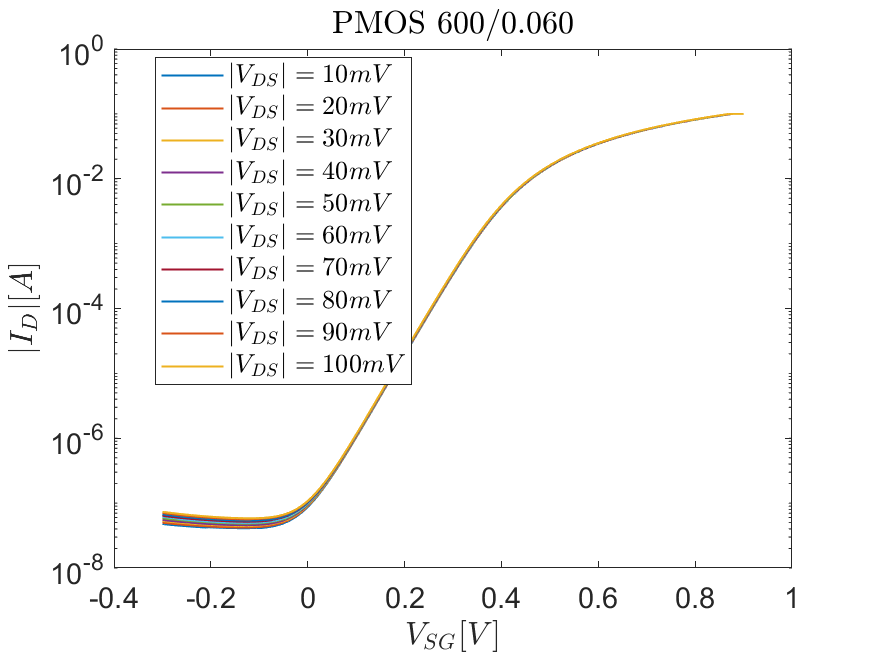 PMOS 600/0.060
10^0
10^-2
10^-4
10^-6
10^-8
|I_D|[A]
|V_DS| = 10mV
|V_DS| = 20mV
|V_DS| = 30mV
|V_DS| = 40mV
|V_DS| = 50mV
|V_DS| = 60mV
|V_DS| = 70mV
|V_DS| = 80mV
|V_DS| = 90mV
|V_DS| = 100mV
-0.4 -0.2 0 0.2 0.4 0.6 0.8 1
V_SG[V]